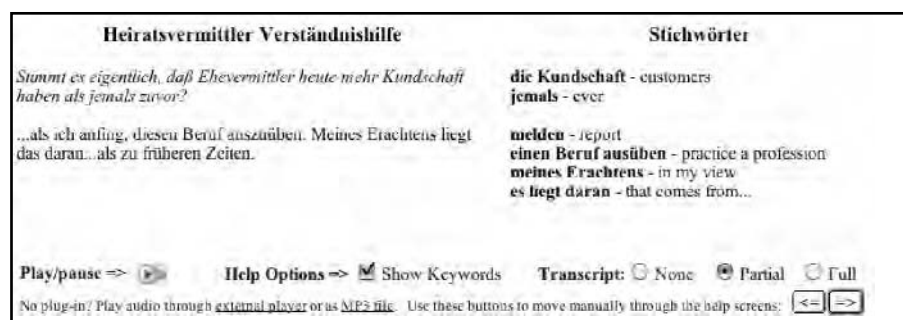 Heiratsvermittler Verständnishilfe
Stichwörter
Stimmt es eigentlich, daß Ehevermittler heute mehr Kundschaft
haben als jemals zuvor?
...als ich anfing, diesen Beruf auszuüben. Meines Erachtens liegt
das daran...als zu früheren Zeiten.
die Kundschaft - customers
jemals - ever
melden - report
einen Beruf ausüben - practice a profession
meines Erachtens - in my view
es liegt daran - that comes from...
Play/pause => Help Options => Show Keywords Transcript: None Partial Full
No plug-in? Play audio through external player or as MP3 file. Use these buttons to move manually through the help screens: <= =>